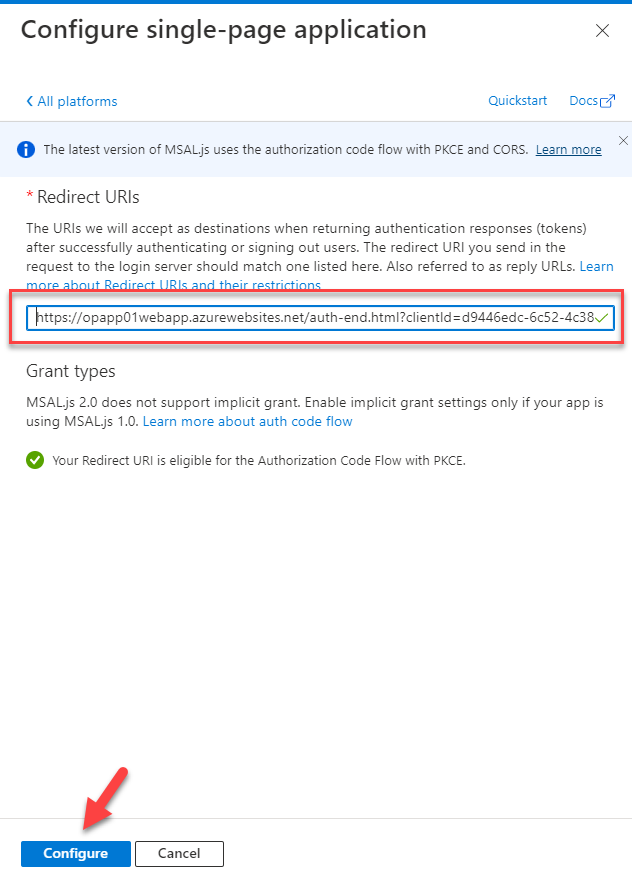 Configure single-page application
All platforms
Quickstart
Docs
The latest version of MSAL.js uses the authorization code flow with PKCE and CORS. Learn more
* Redirect URIs
The URIs we will accept as destinations when returning authentication responses (tokens)
after successfully authenticating or signing out users. The redirect URI you send in the
request to the login server should match one listed here. Also referred to as reply URLs. Learn
more about Redirect URIs and their restrictions
https://opapp01webapp.azurewebsites.net/auth-end.html?clientId=d9446edc-6c52-4c38
Grant types
MSAL.js 2.0 does not support implicit grant. Enable implicit grant settings only if your app is
using MSAL.js 1.0. Learn more about auth code flow
Your Redirect URI is eligible for the Authorization Code Flow with PKCE.
Configure
Cancel